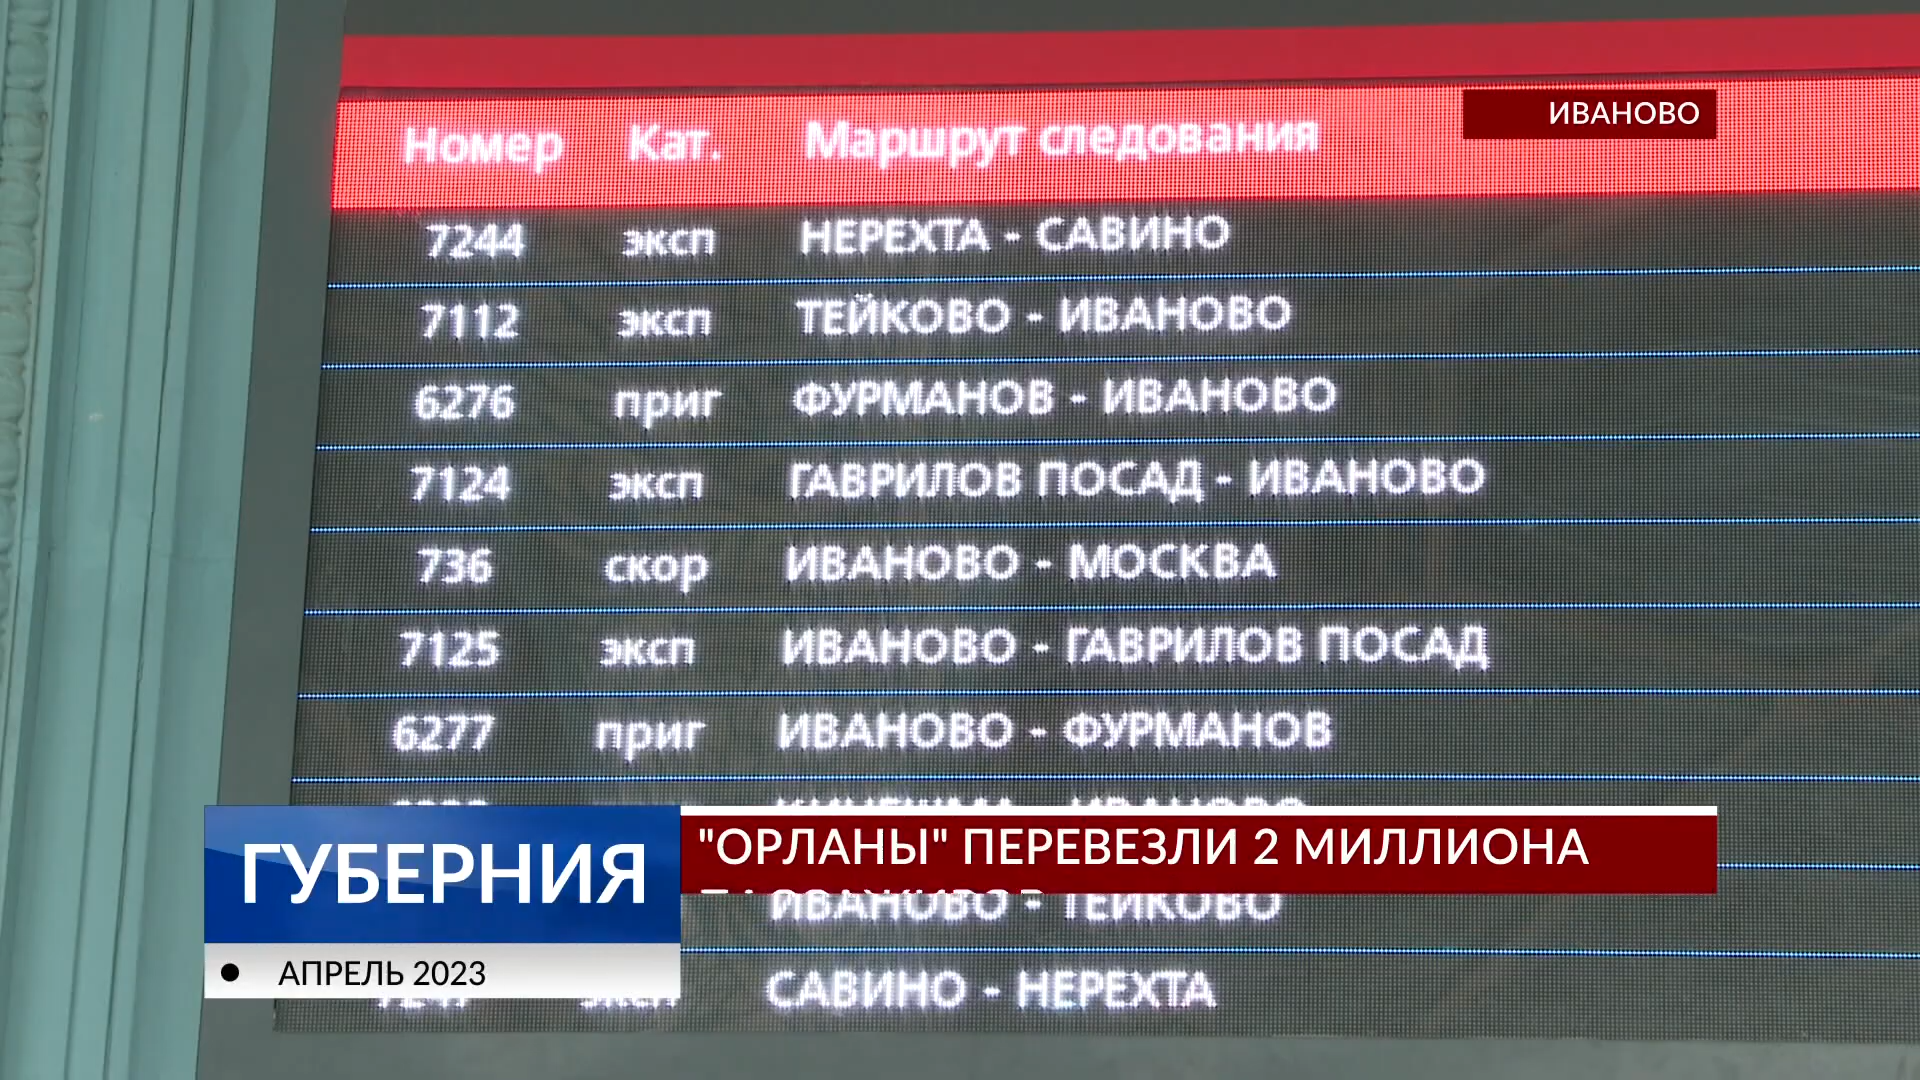 ИВАНОВО
Номер Кат. Маршрут следования
7244 эксп НЕРЕХТА - САВИНО
7112 эксп ТЕЙКОВО - ИВАНОВО
6276 приг ФУРМАНОВ - ИВАНОВО
7124 эксп ГАВРИЛОВ ПОСАД - ИВАНОВО
736 скор ИВАНОВО - МОСКВА
7125 эксп ИВАНОВО - ГАВРИЛОВ ПОСАД
6277 приг ИВАНОВО - ФУРМАНОВ
ГУБЕРНИЯ
"ОРЛАНЫ" ПЕРЕВЕЗЛИ 2 МИЛЛИОНА
ИВАНОВО - ТЕЙКОВО
АПРЕЛЬ 2023
САВИНО - НЕРЕХТА